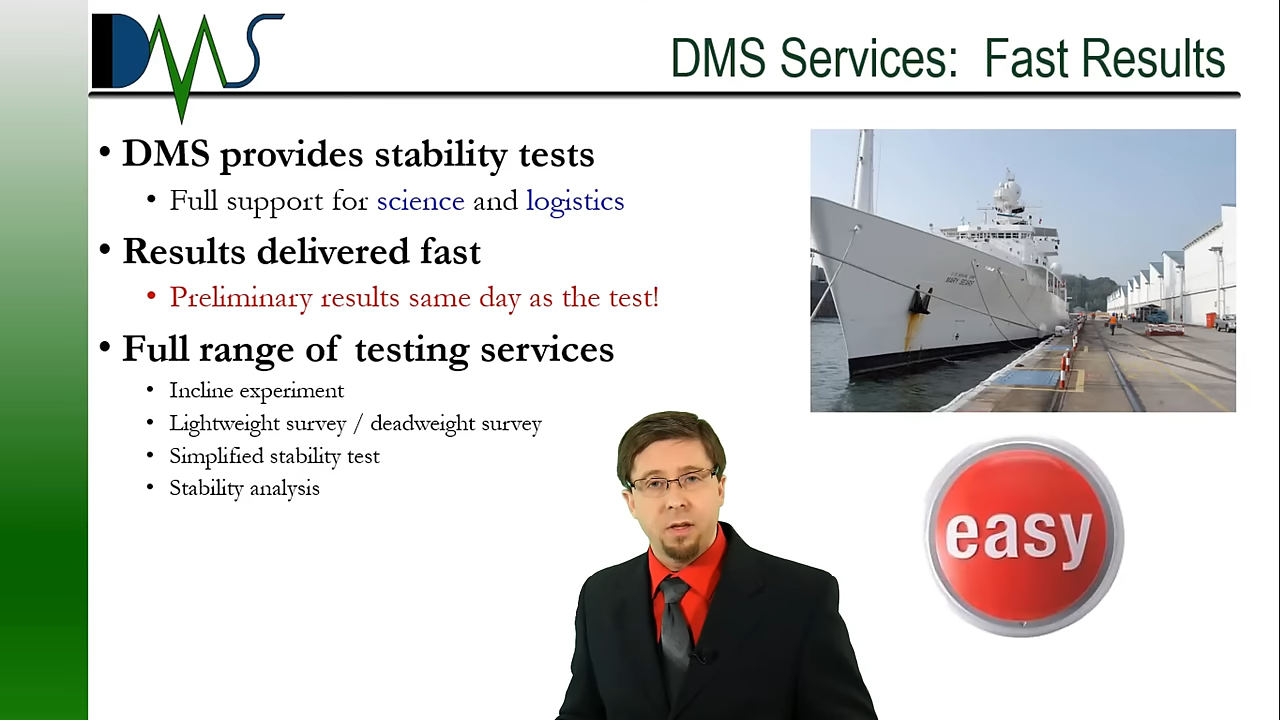 DMS
DMS Services: Fast Results
• DMS provides stability tests
• Full support for science and logistics
• Results delivered fast
• Preliminary results same day as the test!
• Full range of testing services
• Incline experiment
• Lightweight survey / deadweight survey
• Simplified stability test
• Stability analysis
MARY SEARS
easy